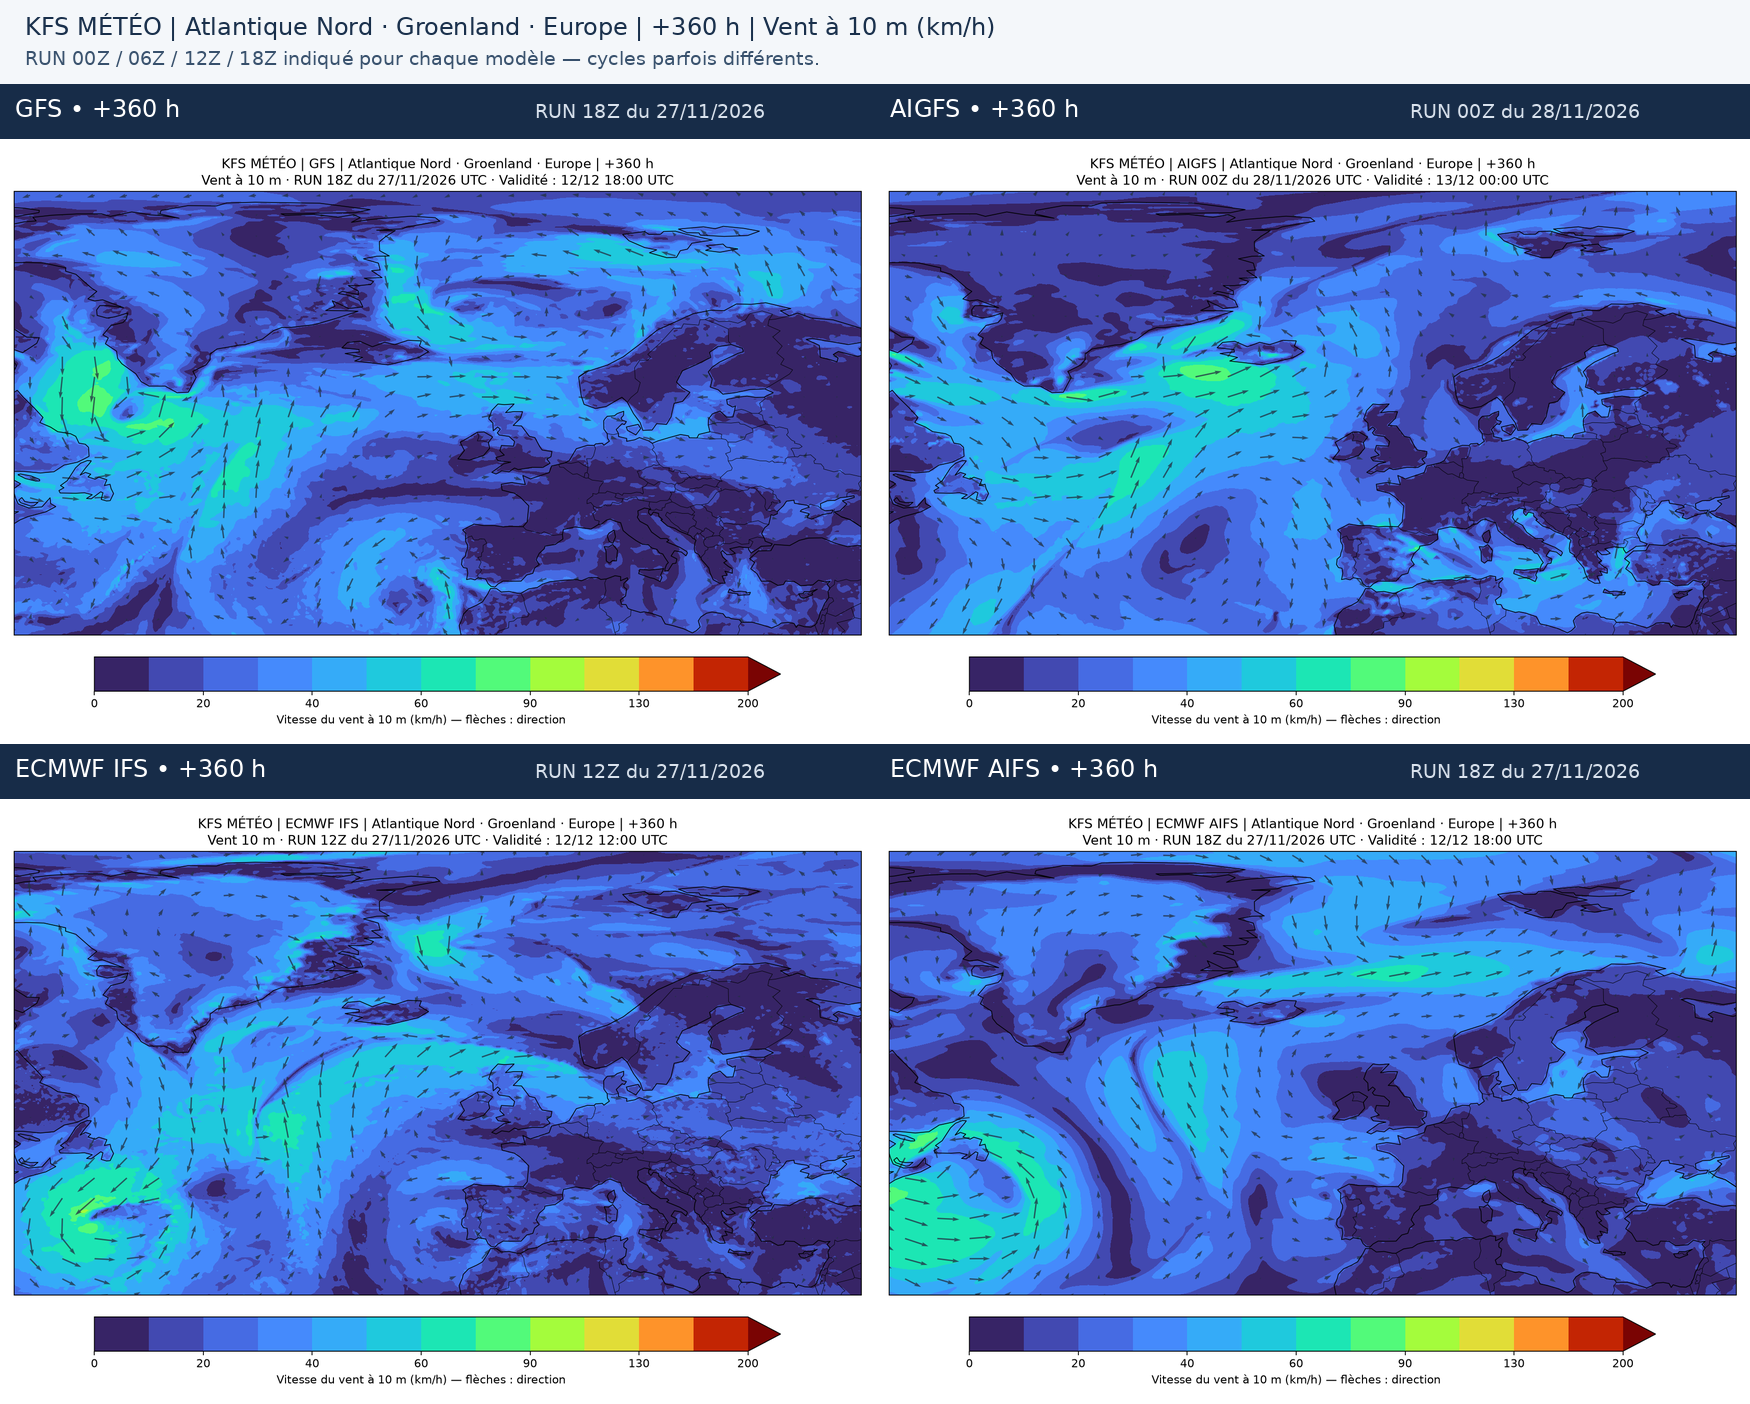 KFS MÉTÉO | Atlantique Nord · Groenland · Europe | +360 h | Vent à 10 m (km/h)
RUN 00Z / 06Z / 12Z / 18Z indiqué pour chaque modèle — cycles parfois différents.
GFS • +360 h
RUN 18Z du 27/11/2026
KFS MÉTÉO | GFS | Atlantique Nord · Groenland · Europe | +360 h
Vent à 10 m · RUN 18Z du 27/11/2026 UTC · Validité : 12/12 18:00 UTC
0 20 40 60 90 130 200
Vitesse du vent à 10 m (km/h) — flèches : direction
AIGFS • +360 h
RUN 00Z du 28/11/2026
KFS MÉTÉO | AIGFS | Atlantique Nord · Groenland · Europe | +360 h
Vent à 10 m · RUN 00Z du 28/11/2026 UTC · Validité : 13/12 00:00 UTC
0 20 40 60 90 130 200
Vitesse du vent à 10 m (km/h) — flèches : direction
ECMWF IFS • +360 h
RUN 12Z du 27/11/2026
KFS MÉTÉO | ECMWF IFS | Atlantique Nord · Groenland · Europe | +360 h
Vent 10 m · RUN 12Z du 27/11/2026 UTC · Validité : 12/12 12:00 UTC
0 20 40 60 90 130 200
Vitesse du vent à 10 m (km/h) — flèches : direction
ECMWF AIFS • +360 h
RUN 18Z du 27/11/2026
KFS MÉTÉO | ECMWF AIFS | Atlantique Nord · Groenland · Europe | +360 h
Vent 10 m · RUN 18Z du 27/11/2026 UTC · Validité : 12/12 18:00 UTC
0 20 40 60 90 130 200
Vitesse du vent à 10 m (km/h) — flèches : direction